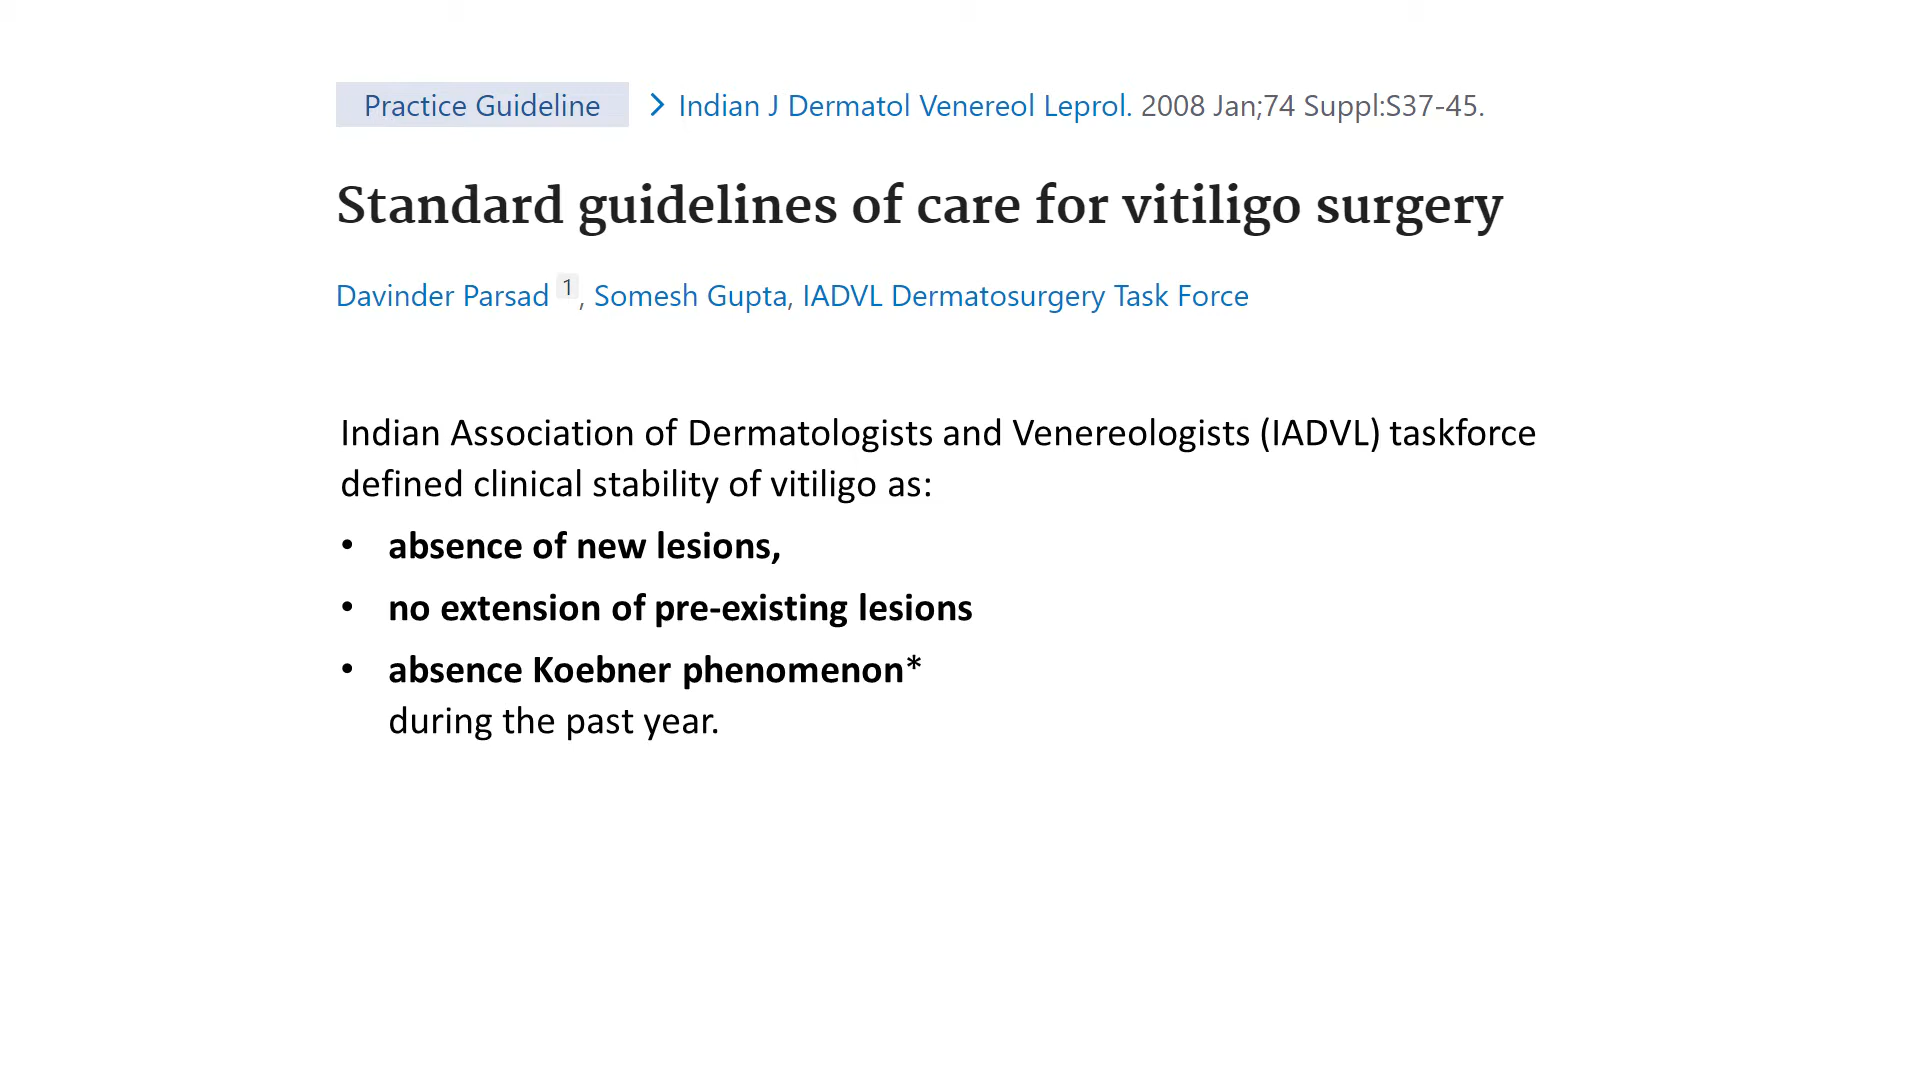 Practice Guideline > Indian J Dermatol Venereol Leprol. 2008 Jan;74 Suppl:S37-45.
Standard guidelines of care for vitiligo surgery
Davinder Parsad 1, Somesh Gupta, IADVL Dermatosurgery Task Force
Indian Association of Dermatologists and Venereologists (IADVL) taskforce
defined clinical stability of vitiligo as:
• absence of new lesions,
• no extension of pre-existing lesions
• absence Koebner phenomenon*
during the past year.